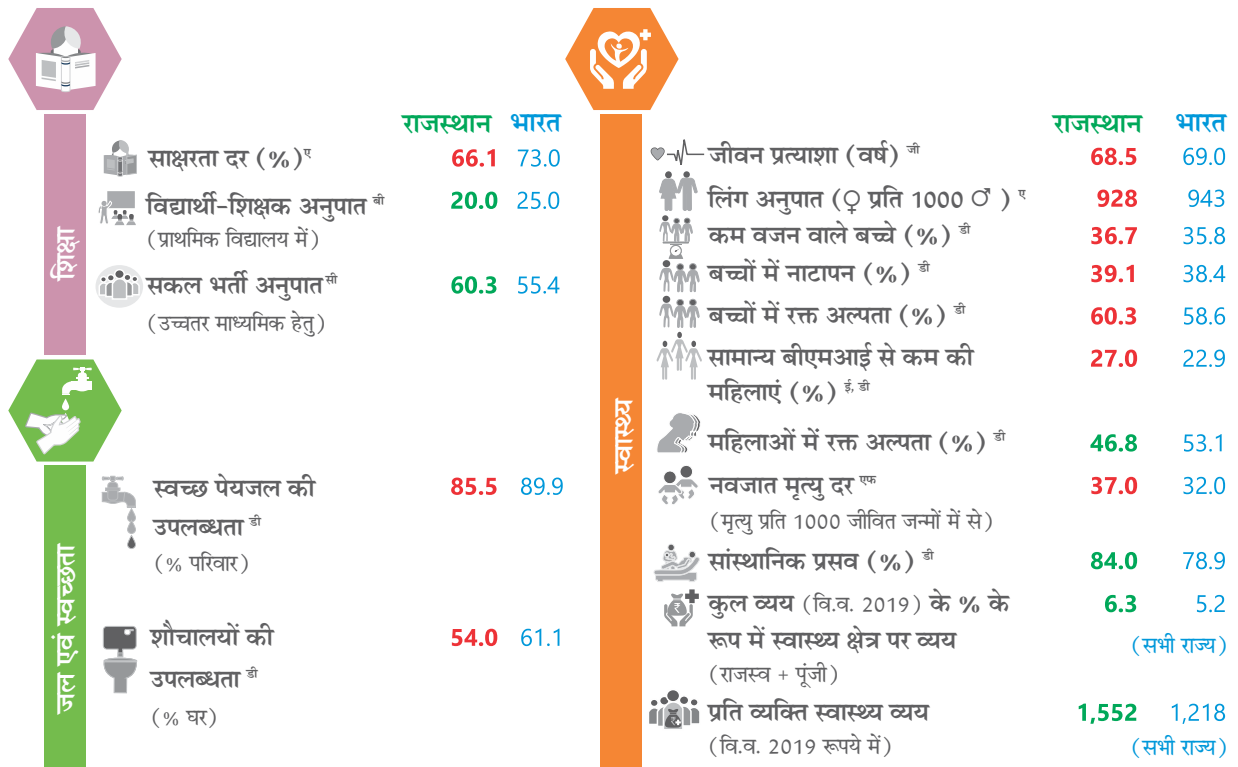 राजस्थान भारत
साक्षरता दर (%)ए 66.1 73.0
विद्यार्थी-शिक्षक अनुपात बी 20.0 25.0
(प्राथमिक विद्यालय में)
सकल भर्ती अनुपात सी 60.3 55.4
(उच्चतर माध्यमिक हेतु)
शिक्षा
स्वच्छ पेयजल की 85.5 89.9
उपलब्धता डी
(% परिवार)
शौचालयों की 54.0 61.1
उपलब्धता डी
(% घर)
जल एवं स्वच्छता
राजस्थान भारत
जीवन प्रत्याशा (वर्ष) जी 68.5 69.0
लिंग अनुपात (♀ प्रति 1000 ♂ ) ए 928 943
कम वजन वाले बच्चे (%) डी 36.7 35.8
बच्चों में नाटापन (%) डी 39.1 38.4
बच्चों में रक्त अल्पता (%) डी 60.3 58.6
सामान्य बीएमआई से कम की 27.0 22.9
महिलाएं (%) ई, डी
महिलाओं में रक्त अल्पता (%) डी 46.8 53.1
नवजात मृत्यु दर एफ 37.0 32.0
(मृत्यु प्रति 1000 जीवित जन्मों में से)
सांस्थानिक प्रसव (%) डी 84.0 78.9
कुल व्यय (वि.व. 2019) के % के 6.3 5.2
रूप में स्वास्थ्य क्षेत्र पर व्यय (सभी राज्य)
(राजस्व + पूंजी)
प्रति व्यक्ति स्वास्थ्य व्यय 1,552 1,218
(वि.व. 2019 रूपये में) (सभी राज्य)
स्वास्थ्य